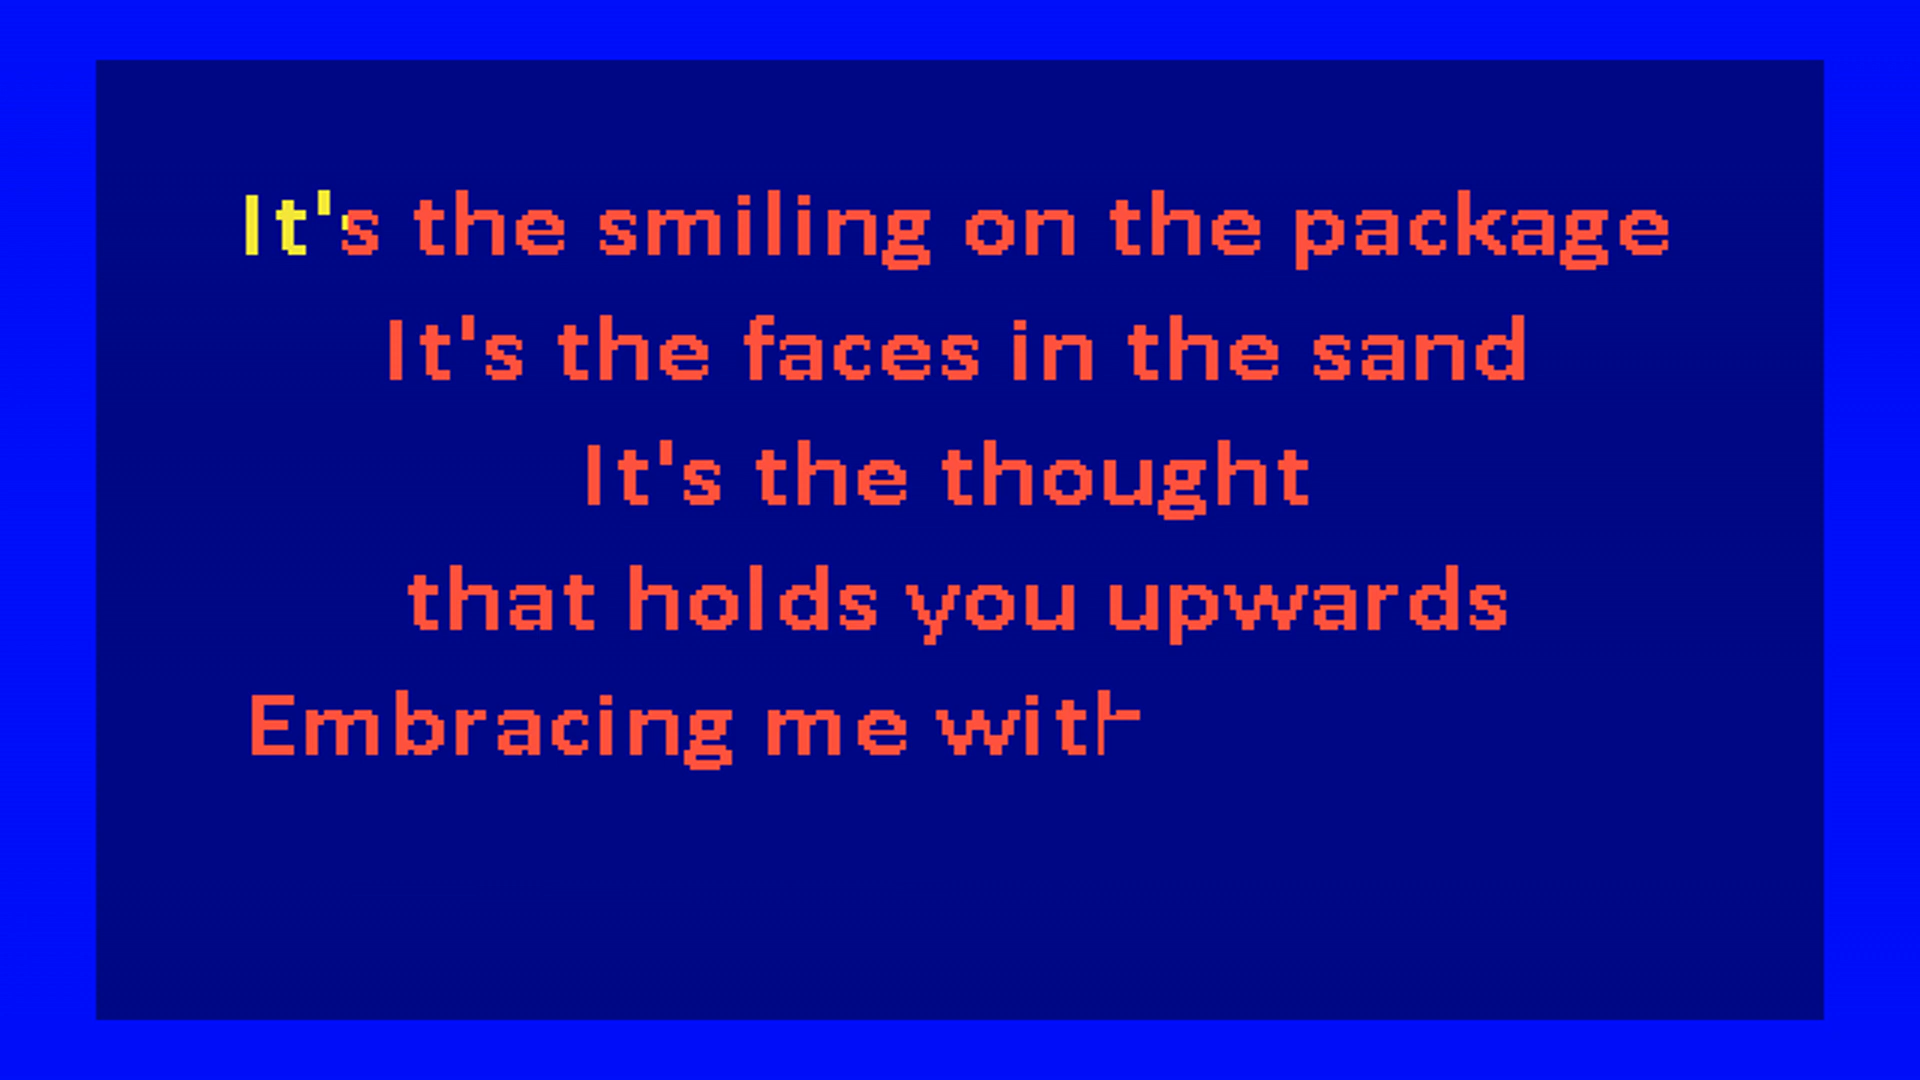 It's the smiling on the package
It's the faces in the sand
It's the thought
that holds you upwards
Embracing me